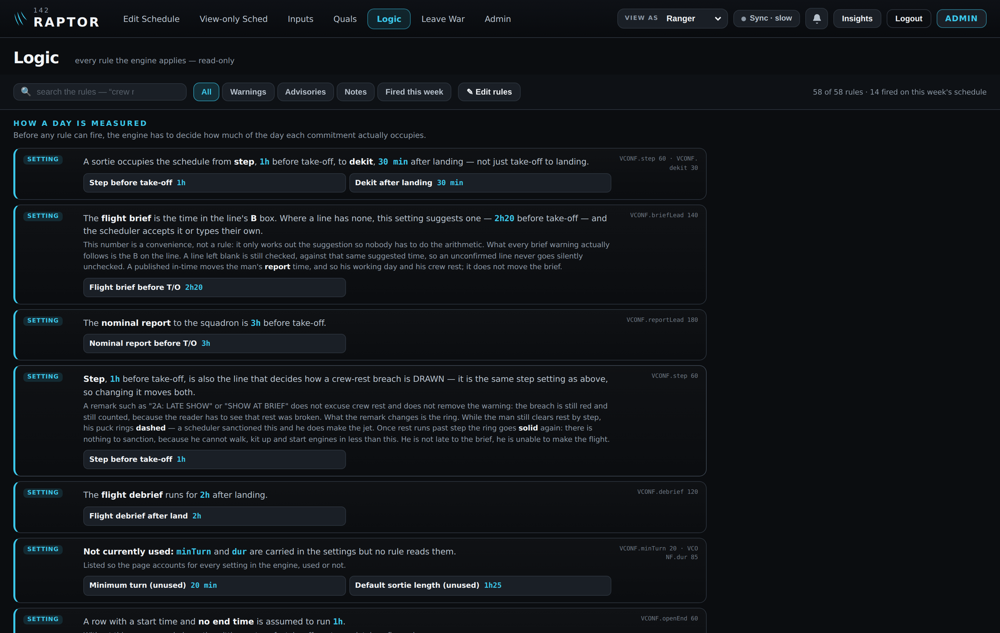 142
RAPTOR
Edit Schedule
View-only Sched
Inputs
Quals
Logic
Leave War
Admin
VIEW AS Ranger
Sync · slow
Insights
Logout
ADMIN
Logic
every rule the engine applies — read-only
search the rules — "crew r
All
Warnings
Advisories
Notes
Fired this week
✎ Edit rules
58 of 58 rules · 14 fired on this week's schedule
HOW A DAY IS MEASURED
Before any rule can fire, the engine has to decide how much of the day each commitment actually occupies.
SETTING
A sortie occupies the schedule from step, 1h before take-off, to dekit, 30 min after landing — not just take-off to landing.
VCONF.step 60 · VCONF.
dekit 30
Step before take-off 1h
Dekit after landing 30 min
SETTING
The flight brief is the time in the line's B box. Where a line has none, this setting suggests one — 2h20 before take-off — and
the scheduler accepts it or types their own.
VCONF.briefLead 140
This number is a convenience, not a rule: it only works out the suggestion so nobody has to do the arithmetic. What every brief warning actually
follows is the B on the line. A line left blank is still checked, against that same suggested time, so an unconfirmed line never goes silently
unchecked. A published in-time moves the man's report time, and so his working day and his crew rest; it does not move the brief.
Flight brief before T/O 2h20
SETTING
The nominal report to the squadron is 3h before take-off.
VCONF.reportLead 180
Nominal report before T/O 3h
SETTING
Step, 1h before take-off, is also the line that decides how a crew-rest breach is DRAWN — it is the same step setting as above,
so changing it moves both.
VCONF.step 60
A remark such as "2A: LATE SHOW" or "SHOW AT BRIEF" does not excuse crew rest and does not remove the warning: the breach is still red and
still counted, because the reader has to see that rest was broken. What the remark changes is the ring. While the man still clears rest by step,
his puck rings dashed — a scheduler sanctioned this and he does make the jet. Once rest runs past step the ring goes solid again: there is
nothing to sanction, because he cannot walk, kit up and start engines in less than this. He is not late to the brief, he is unable to make the flight.
Step before take-off 1h
SETTING
The flight debrief runs for 2h after landing.
VCONF.debrief 120
Flight debrief after land 2h
SETTING
Not currently used: minTurn and dur are carried in the settings but no rule reads them.
VCONF.minTurn 20 · VCO
NF.dur 85
Listed so the page accounts for every setting in the engine, used or not.
Minimum turn (unused) 20 min
Default sortie length (unused) 1h25
SETTING
A row with a start time and no end time is assumed to run 1h.
VCONF.openEnd 60